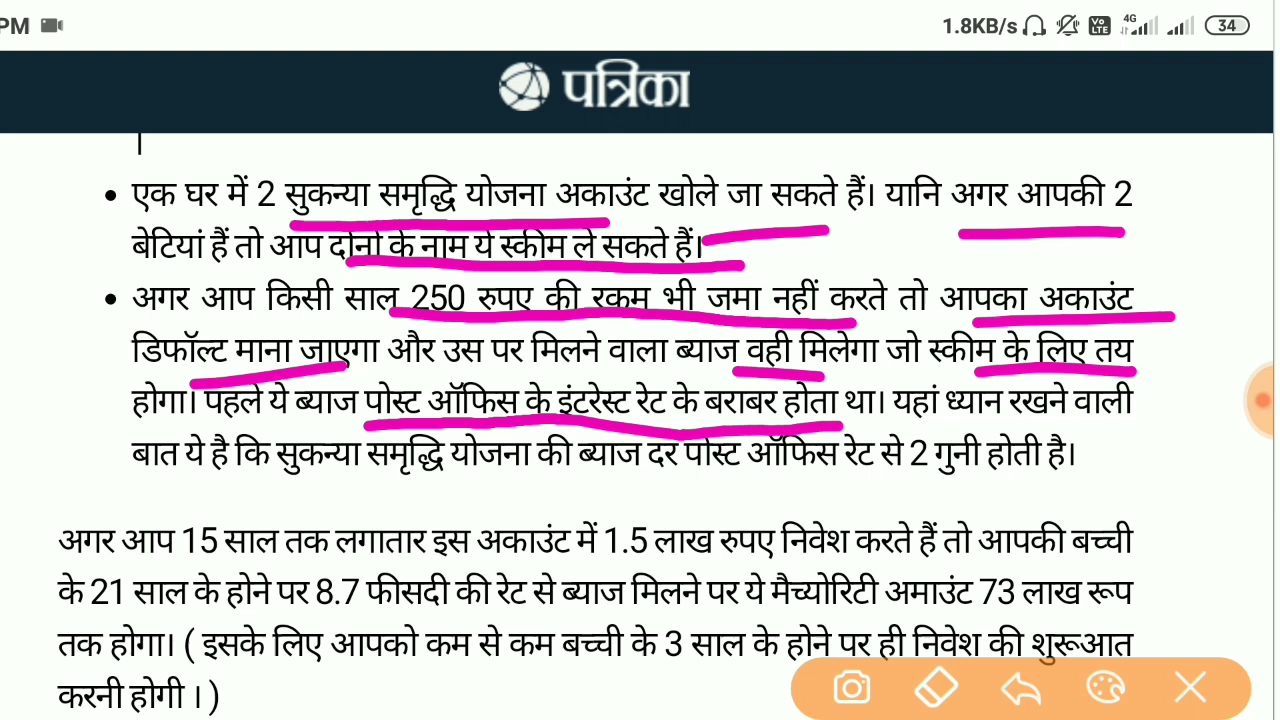 PM
1.8KB/s
Vo LTE
4G
34
पत्रिका
एक घर में 2 सुकन्या समृद्धि योजना अकाउंट खोले जा सकते हैं। यानि अगर आपकी 2
बेटियां हैं तो आप दोनों के नाम ये स्कीम ले सकते हैं।
अगर आप किसी साल 250 रुपए की रकम भी जमा नहीं करते तो आपका अकाउंट
डिफॉल्ट माना जाएगा और उस पर मिलने वाला ब्याज वही मिलेगा जो स्कीम के लिए तय
होगा। पहले ये ब्याज पोस्ट ऑफिस के इंटरेस्ट रेट के बराबर होता था। यहां ध्यान रखने वाली
बात ये है कि सुकन्या समृद्धि योजना की ब्याज दर पोस्ट ऑफिस रेट से 2 गुनी होती है।
अगर आप 15 साल तक लगातार इस अकाउंट में 1.5 लाख रुपए निवेश करते हैं तो आपकी बच्ची
के 21 साल के होने पर 8.7 फीसदी की रेट से ब्याज मिलने पर ये मैच्योरिटी अमाउंट 73 लाख रूप
तक होगा। ( इसके लिए आपको कम से कम बच्ची के 3 साल के होने पर ही निवेश की शुरूआत
करनी होगी । )